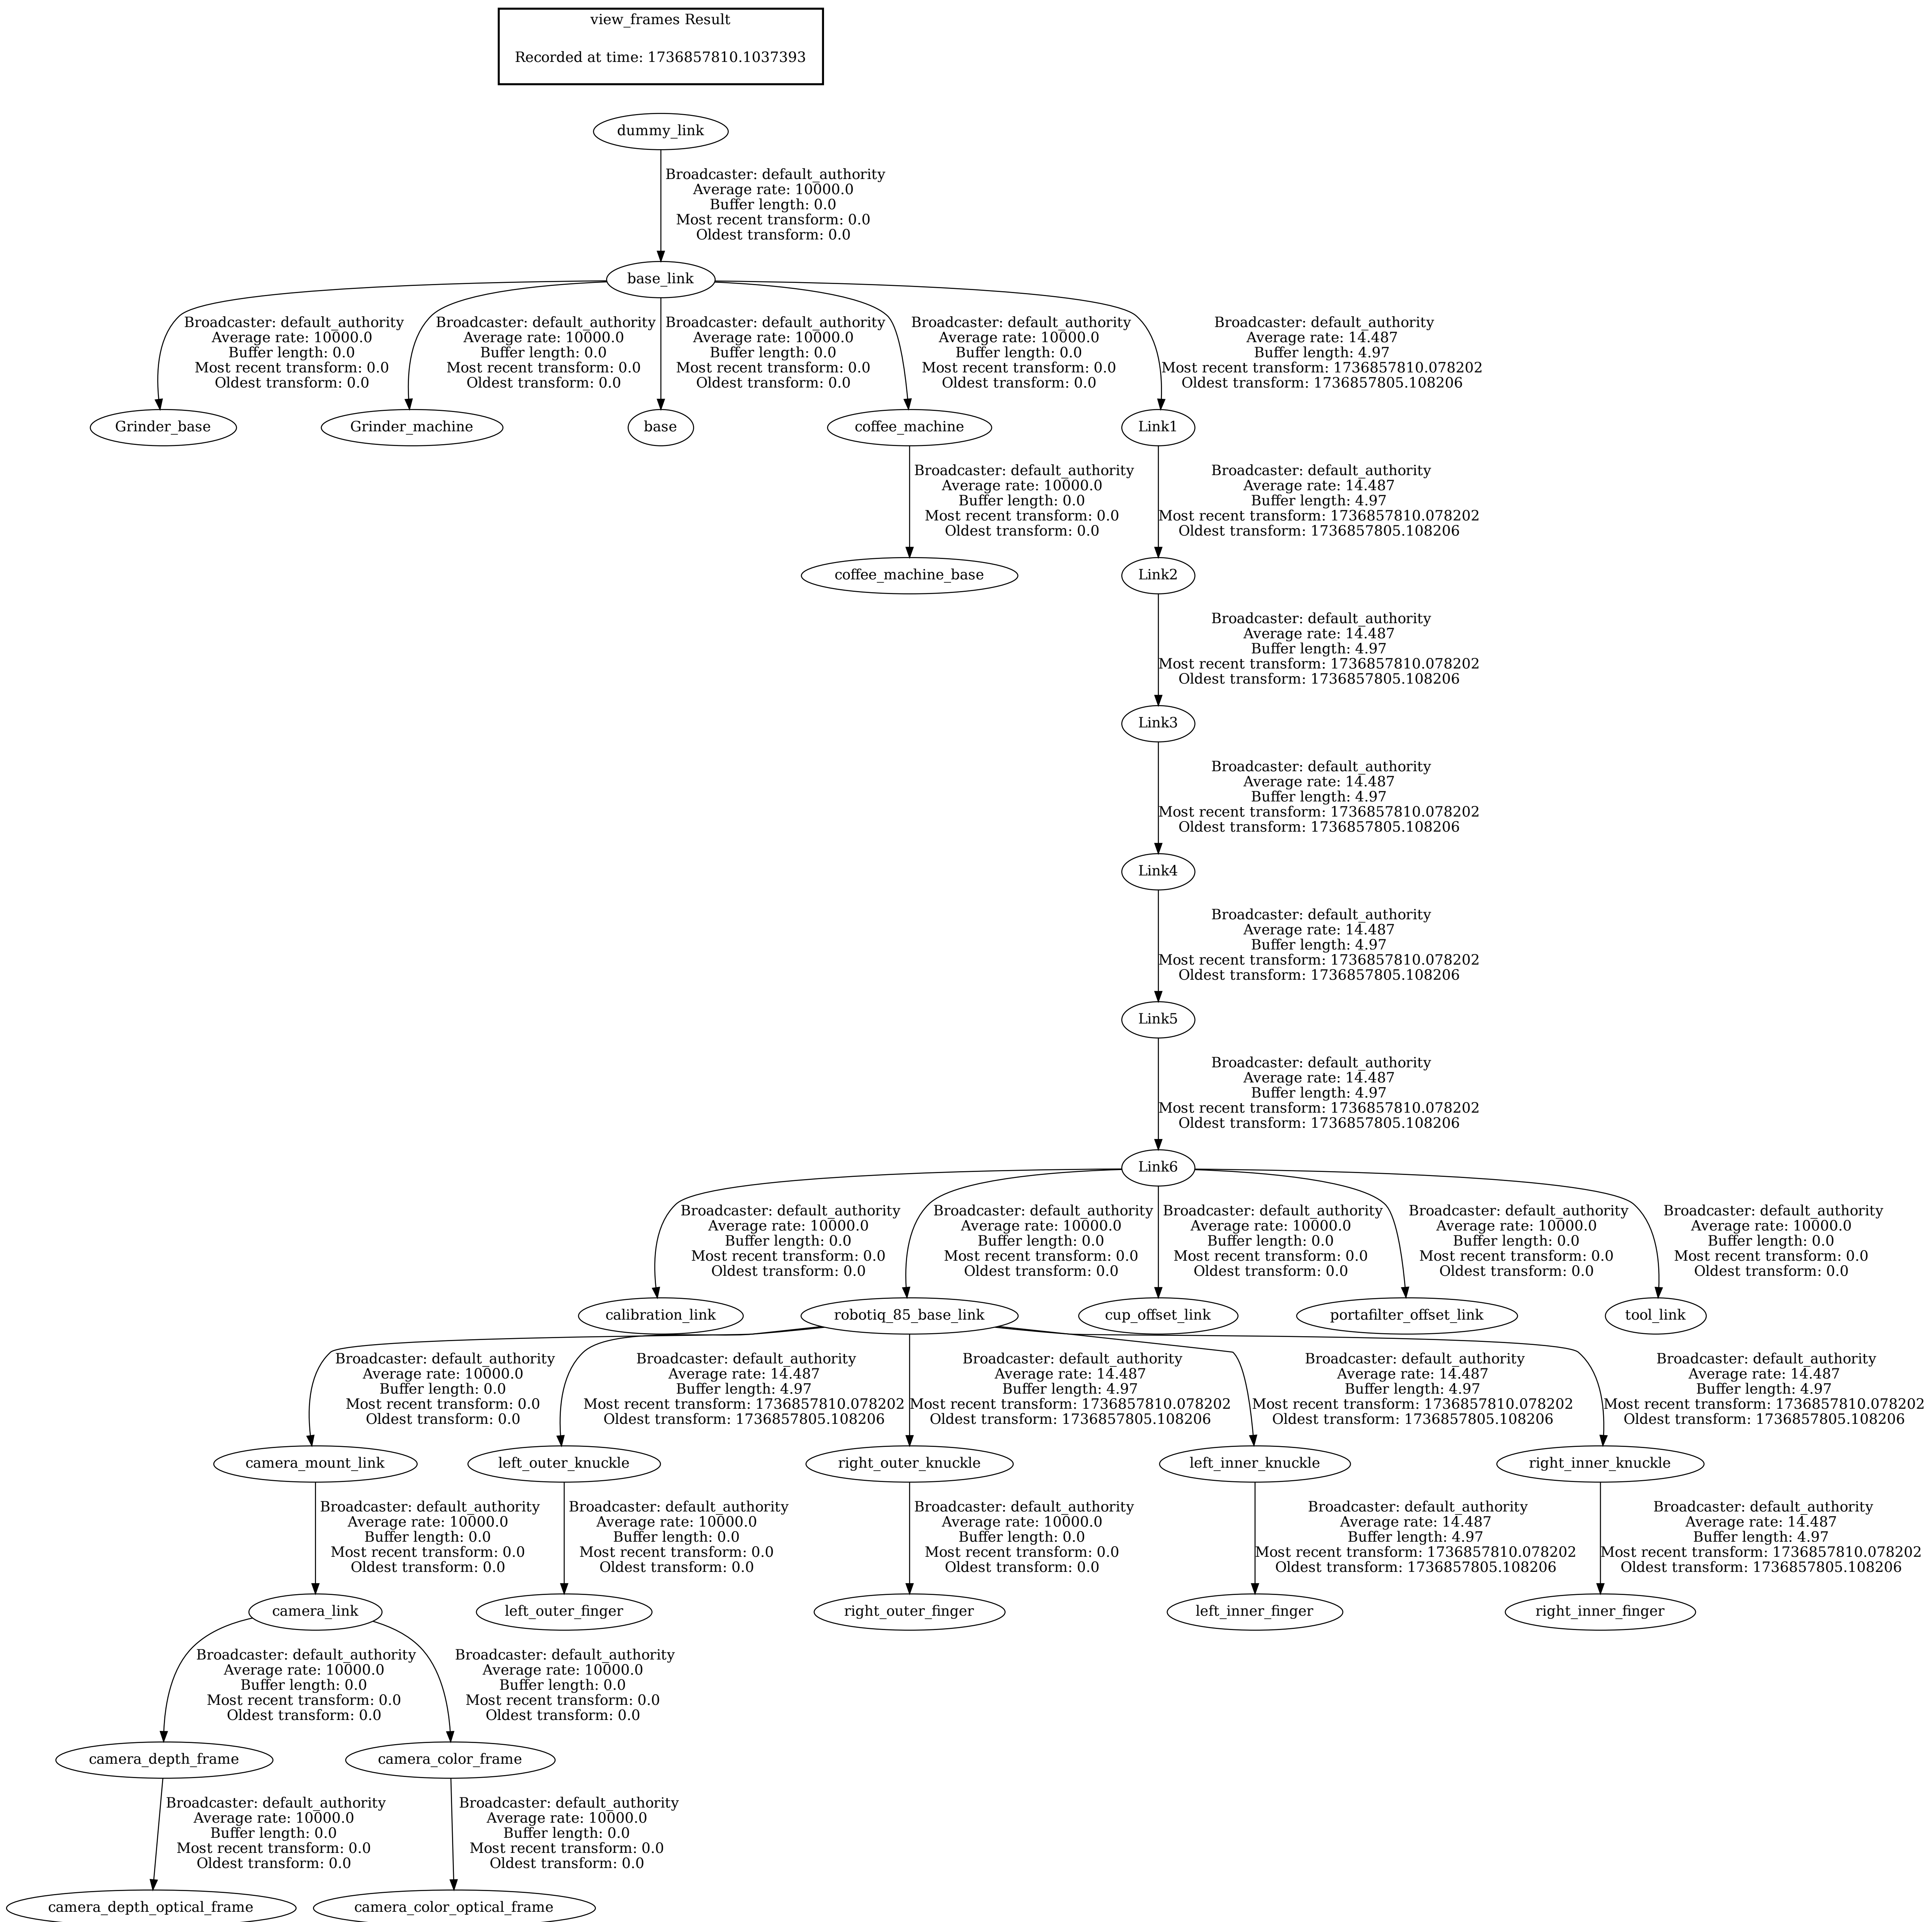 view_frames Result
Recorded at time: 1736857810.1037393
dummy_link
Broadcaster: default_authority
Average rate: 10000.0
Buffer length: 0.0
Most recent transform: 0.0
Oldest transform: 0.0
base_link
Broadcaster: default_authority
Average rate: 10000.0
Buffer length: 0.0
Most recent transform: 0.0
Oldest transform: 0.0
Broadcaster: default_authority
Average rate: 10000.0
Buffer length: 0.0
Most recent transform: 0.0
Oldest transform: 0.0
Broadcaster: default_authority
Average rate: 10000.0
Buffer length: 0.0
Most recent transform: 0.0
Oldest transform: 0.0
Broadcaster: default_authority
Average rate: 10000.0
Buffer length: 0.0
Most recent transform: 0.0
Oldest transform: 0.0
Broadcaster: default_authority
Average rate: 14.487
Buffer length: 4.97
Most recent transform: 1736857810.078202
Oldest transform: 1736857805.108206
Grinder_base
Grinder_machine
base
coffee_machine
Link1
Broadcaster: default_authority
Average rate: 10000.0
Buffer length: 0.0
Most recent transform: 0.0
Oldest transform: 0.0
Broadcaster: default_authority
Average rate: 14.487
Buffer length: 4.97
Most recent transform: 1736857810.078202
Oldest transform: 1736857805.108206
coffee_machine_base
Link2
Broadcaster: default_authority
Average rate: 14.487
Buffer length: 4.97
Most recent transform: 1736857810.078202
Oldest transform: 1736857805.108206
Link3
Broadcaster: default_authority
Average rate: 14.487
Buffer length: 4.97
Most recent transform: 1736857810.078202
Oldest transform: 1736857805.108206
Link4
Broadcaster: default_authority
Average rate: 14.487
Buffer length: 4.97
Most recent transform: 1736857810.078202
Oldest transform: 1736857805.108206
Link5
Broadcaster: default_authority
Average rate: 14.487
Buffer length: 4.97
Most recent transform: 1736857810.078202
Oldest transform: 1736857805.108206
Link6
Broadcaster: default_authority
Average rate: 10000.0
Buffer length: 0.0
Most recent transform: 0.0
Oldest transform: 0.0
Broadcaster: default_authority
Average rate: 10000.0
Buffer length: 0.0
Most recent transform: 0.0
Oldest transform: 0.0
Broadcaster: default_authority
Average rate: 10000.0
Buffer length: 0.0
Most recent transform: 0.0
Oldest transform: 0.0
Broadcaster: default_authority
Average rate: 10000.0
Buffer length: 0.0
Most recent transform: 0.0
Oldest transform: 0.0
Broadcaster: default_authority
Average rate: 10000.0
Buffer length: 0.0
Most recent transform: 0.0
Oldest transform: 0.0
calibration_link
robotiq_85_base_link
cup_offset_link
portafilter_offset_link
tool_link
Broadcaster: default_authority
Average rate: 10000.0
Buffer length: 0.0
Most recent transform: 0.0
Oldest transform: 0.0
Broadcaster: default_authority
Average rate: 14.487
Buffer length: 4.97
Most recent transform: 1736857810.078202
Oldest transform: 1736857805.108206
Broadcaster: default_authority
Average rate: 14.487
Buffer length: 4.97
Most recent transform: 1736857810.078202
Oldest transform: 1736857805.108206
Broadcaster: default_authority
Average rate: 14.487
Buffer length: 4.97
Most recent transform: 1736857810.078202
Oldest transform: 1736857805.108206
Broadcaster: default_authority
Average rate: 14.487
Buffer length: 4.97
Most recent transform: 1736857810.078202
Oldest transform: 1736857805.108206
camera_mount_link
left_outer_knuckle
right_outer_knuckle
left_inner_knuckle
right_inner_knuckle
Broadcaster: default_authority
Average rate: 10000.0
Buffer length: 0.0
Most recent transform: 0.0
Oldest transform: 0.0
Broadcaster: default_authority
Average rate: 10000.0
Buffer length: 0.0
Most recent transform: 0.0
Oldest transform: 0.0
Broadcaster: default_authority
Average rate: 10000.0
Buffer length: 0.0
Most recent transform: 0.0
Oldest transform: 0.0
Broadcaster: default_authority
Average rate: 14.487
Buffer length: 4.97
Most recent transform: 1736857810.078202
Oldest transform: 1736857805.108206
Broadcaster: default_authority
Average rate: 14.487
Buffer length: 4.97
Most recent transform: 1736857810.078202
Oldest transform: 1736857805.108206
camera_link
left_outer_finger
right_outer_finger
left_inner_finger
right_inner_finger
Broadcaster: default_authority
Average rate: 10000.0
Buffer length: 0.0
Most recent transform: 0.0
Oldest transform: 0.0
Broadcaster: default_authority
Average rate: 10000.0
Buffer length: 0.0
Most recent transform: 0.0
Oldest transform: 0.0
camera_depth_frame
camera_color_frame
Broadcaster: default_authority
Average rate: 10000.0
Buffer length: 0.0
Most recent transform: 0.0
Oldest transform: 0.0
Broadcaster: default_authority
Average rate: 10000.0
Buffer length: 0.0
Most recent transform: 0.0
Oldest transform: 0.0
camera_depth_optical_frame
camera_color_optical_frame